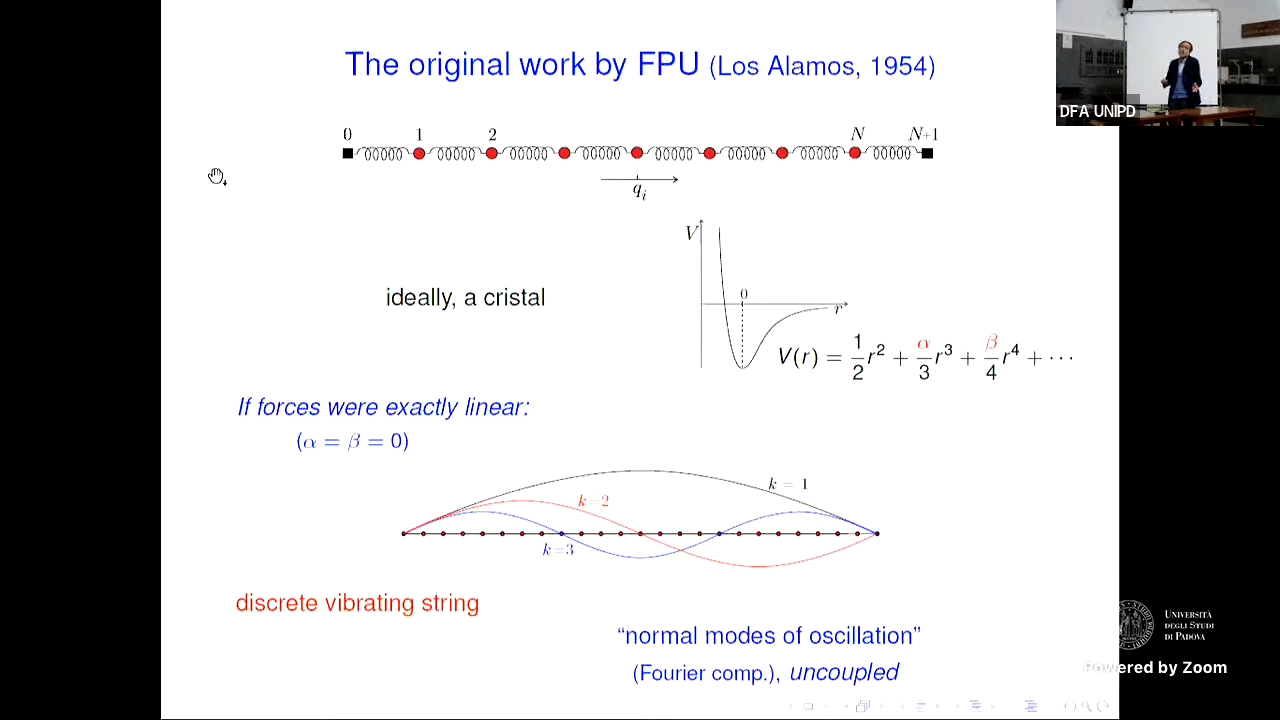 The original work by FPU (Los Alamos, 1954)
DFA UNIPD
0 1 2 N N+1
q_i
V
0
r
ideally, a cristal
V(r) = 1/2 r² + α/3 r³ + β/4 r⁴ + ···
If forces were exactly linear:
(α = β = 0)
k = 1
k=2
k=3
discrete vibrating string
"normal modes of oscillation"
(Fourier comp.), uncoupled
UNIVERSITÀ
DEGLI STUDI
DI PADOVA
Powered by Zoom